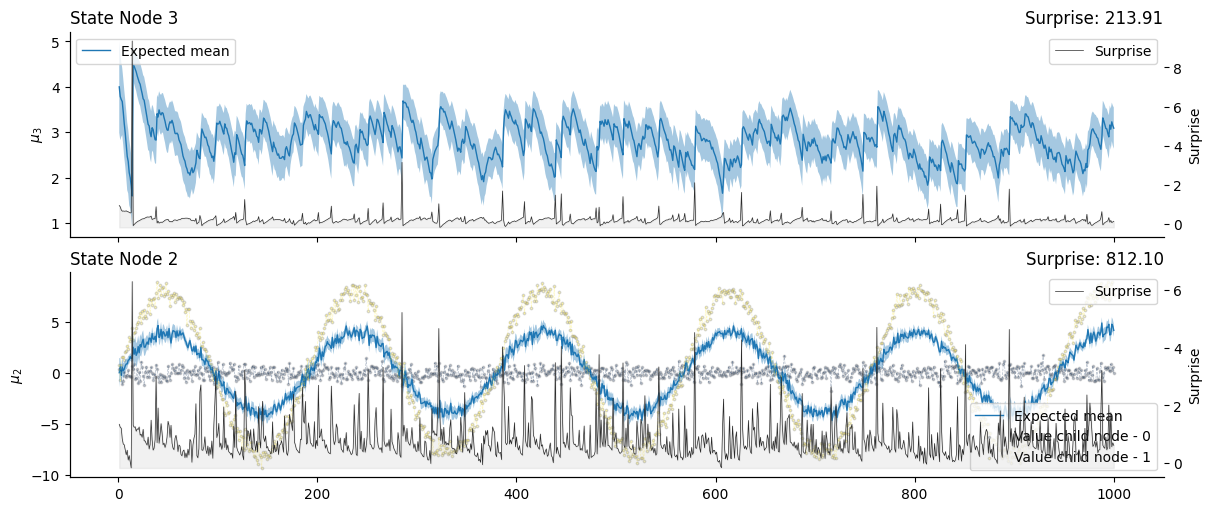 State Node 3
Surprise: 213.91
Expected mean
Surprise
5
4
3
2
1
μ3
8
6
4
2
0
Surprise
State Node 2
Surprise: 812.10
Surprise
5
0
−5
−10
μ2
6
4
2
0
Surprise
Expected mean
Value child node - 0
Value child node - 1
0
200
400
600
800
1000